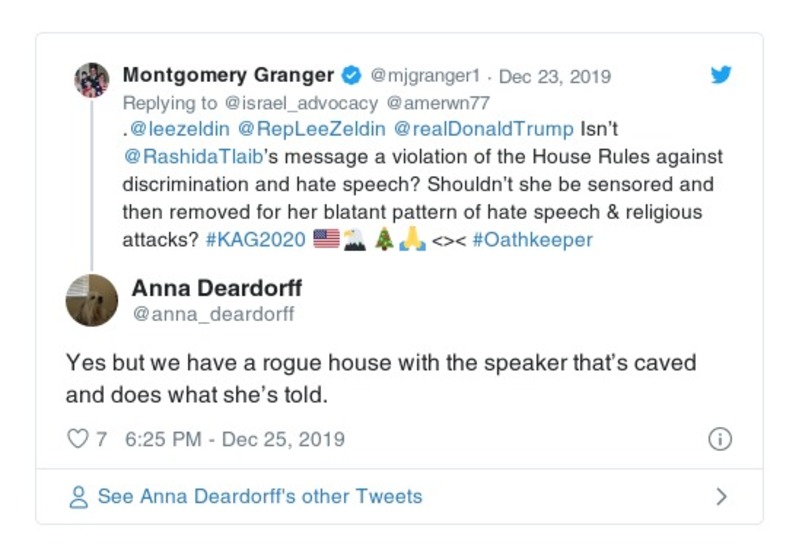 Montgomery Granger @mjgranger1 · Dec 23, 2019
Replying to @israel_advocacy @amerwn77
.@leezeldin @RepLeeZeldin @realDonaldTrump Isn't
@RashidaTlaib's message a violation of the House Rules against
discrimination and hate speech? Shouldn't she be sensored and
then removed for her blatant pattern of hate speech & religious
attacks? #KAG2020 🇺🇸🦅🎄🙏 <>< #Oathkeeper
Anna Deardorff
@anna_deardorff
Yes but we have a rogue house with the speaker that's caved
and does what she's told.
7 6:25 PM - Dec 25, 2019
See Anna Deardorff's other Tweets